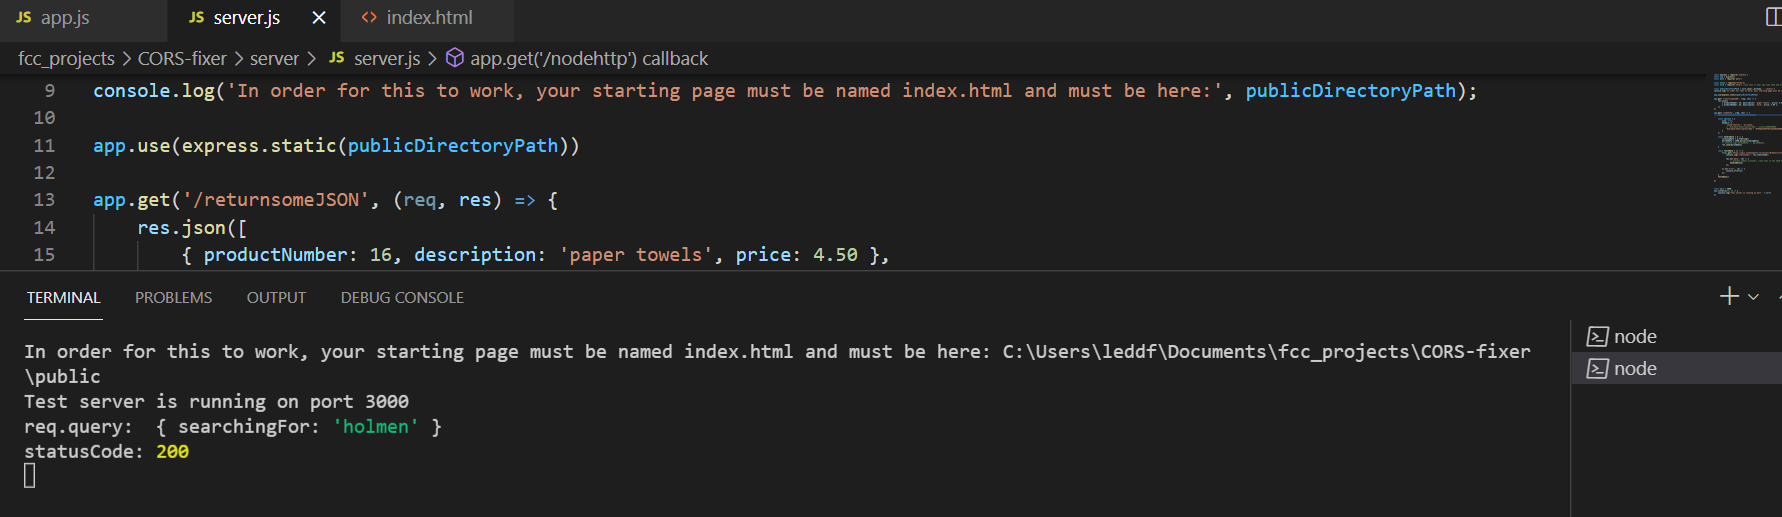 JS app.js JS server.js × <> index.html
fcc_projects > CORS-fixer > server > JS server.js > app.get('/nodehttp') callback
9 console.log('In order for this to work, your starting page must be named index.html and must be here:', publicDirectoryPath);
10
11 app.use(express.static(publicDirectoryPath))
12
13 app.get('/returnsomeJSON', (req, res) => {
14 res.json([
15 { productNumber: 16, description: 'paper towels', price: 4.50 },
TERMINAL PROBLEMS OUTPUT DEBUG CONSOLE
In order for this to work, your starting page must be named index.html and must be here: C:\Users\leddf\Documents\fcc_projects\CORS-fixer
\public
Test server is running on port 3000
req.query: { searchingFor: 'holmen' }
statusCode: 200
node
node